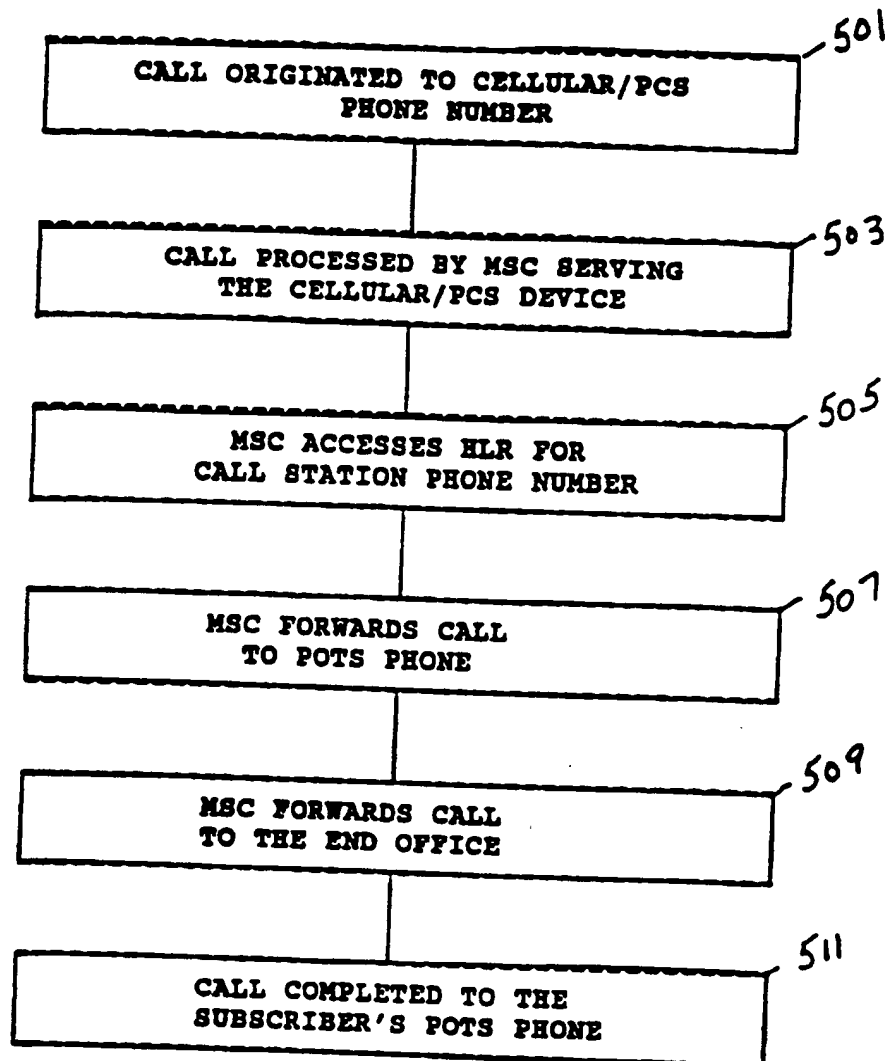 501
CALL ORIGINATED TO CELLULAR/PCS
PHONE NUMBER
503
CALL PROCESSED BY MSC SERVING
THE CELLULAR/PCS DEVICE
505
MSC ACCESSES HLR FOR
CALL STATION PHONE NUMBER
507
MSC FORWARDS CALL
TO POTS PHONE
509
MSC FORWARDS CALL
TO THE END OFFICE
511
CALL COMPLETED TO THE
SUBSCRIBER'S POTS PHONE